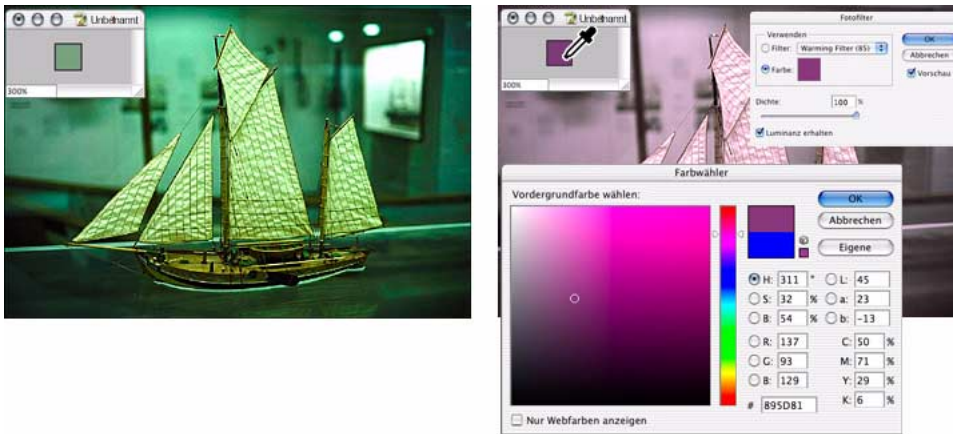 Unbenannt
300%
Unbenannt
300%
Fotofilter
Verwenden
Filter: Warming Filter (85)
Farbe:
OK
Abbrechen
Vorschau
Dichte: 100 %
Luminanz erhalten
Farbwähler
Vordergrundfarbe wählen:
OK
Abbrechen
Eigene
H: 311 °
L: 45
S: 32 %
a: 23
B: 54 %
b: -13
R: 137
C: 50 %
G: 93
M: 71 %
B: 129
Y: 29 %
# 895D81
K: 6 %
Nur Webfarben anzeigen